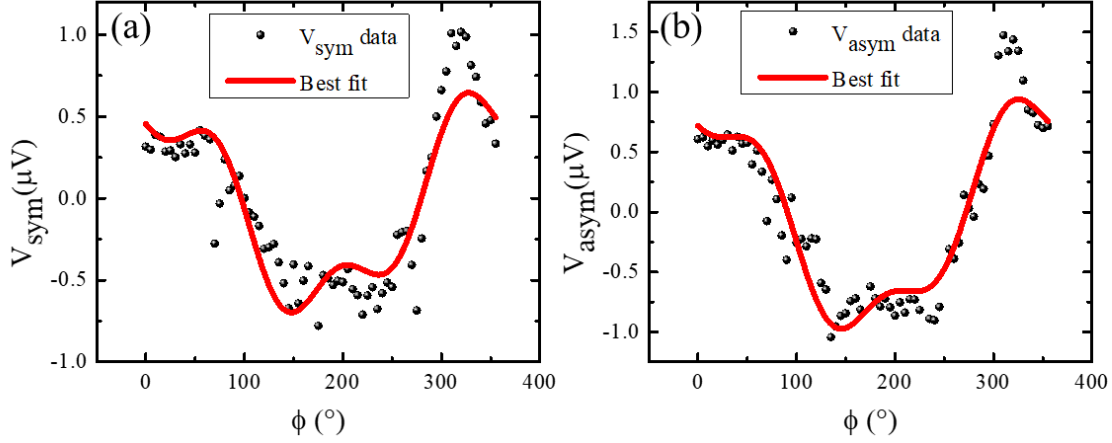 (a)
V_sym data
Best fit
1.0
0.5
0.0
-0.5
-1.0
V_sym(μV)
0
100
200
300
400
ϕ (°)
(b)
V_asym data
Best fit
1.5
1.0
0.5
0.0
-0.5
-1.0
V_asym(μV)
0
100
200
300
400
ϕ (°)